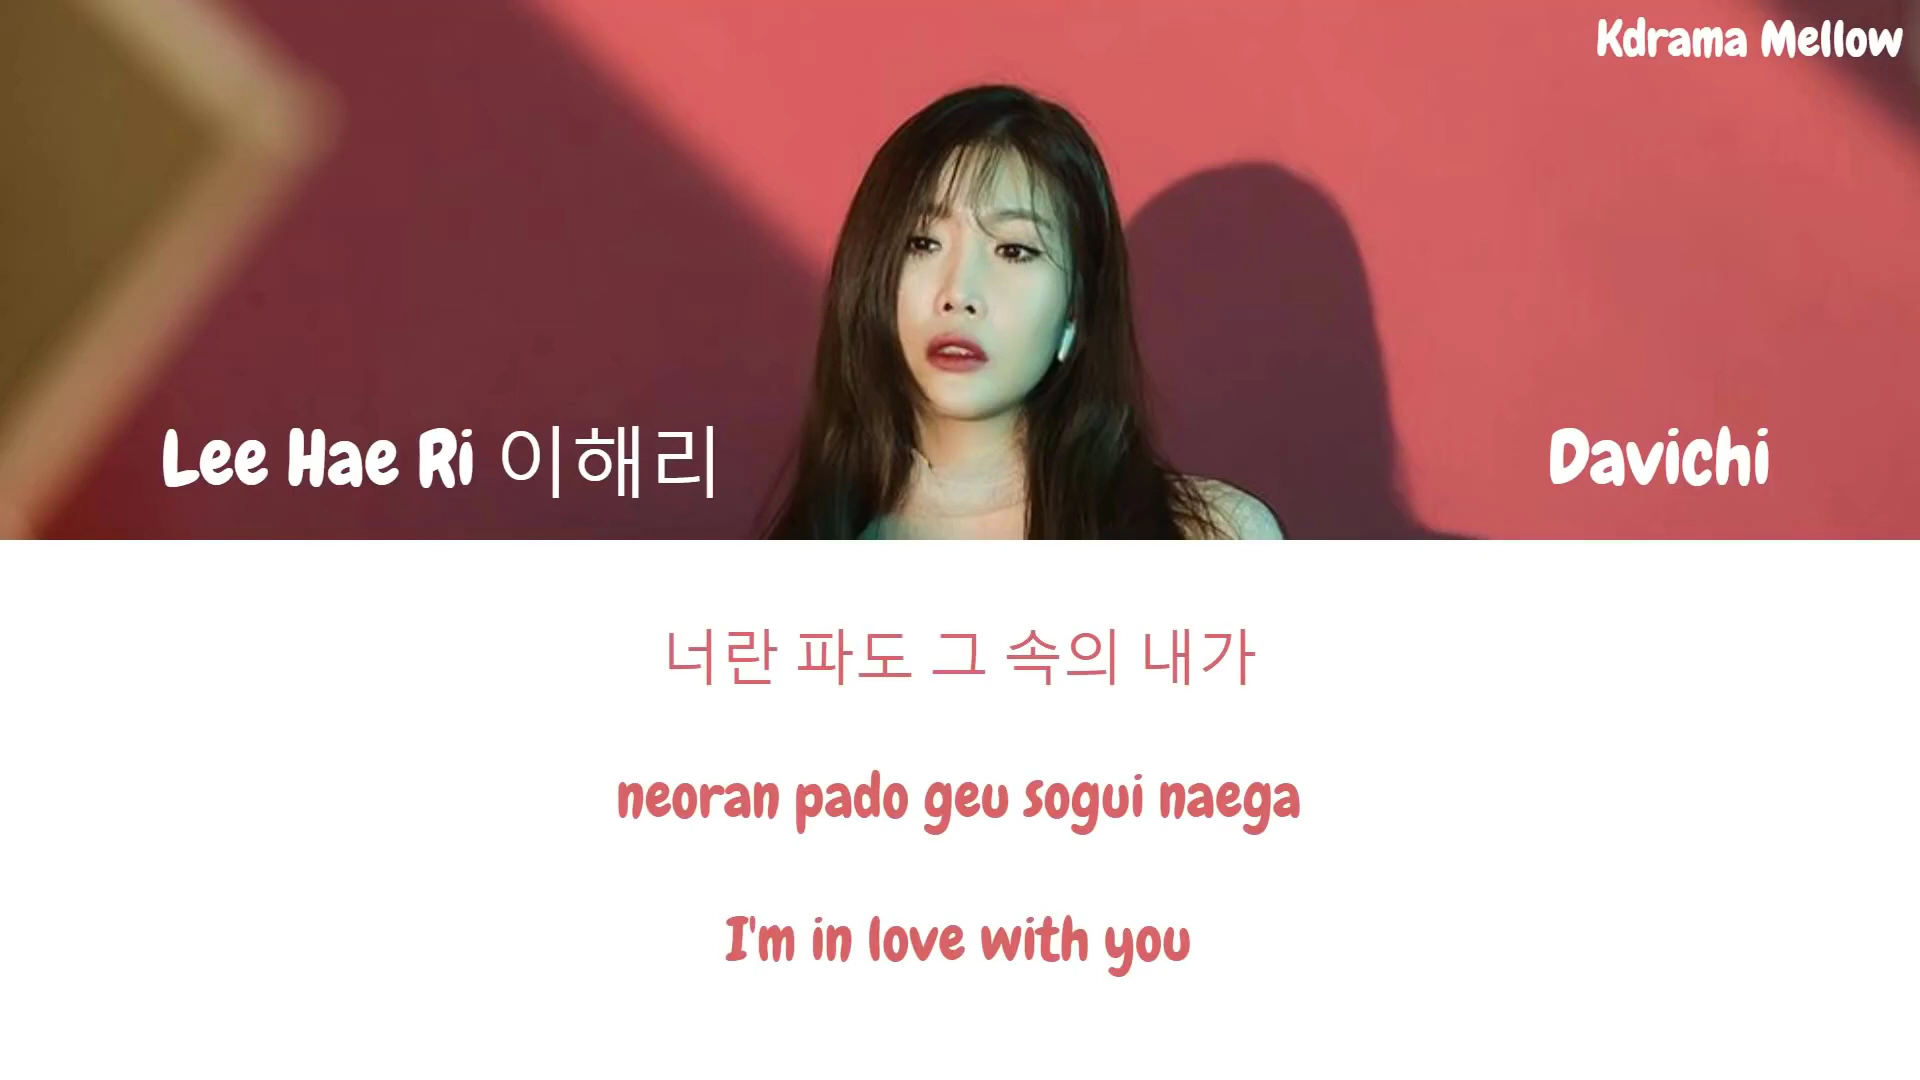 Kdrama Mellow
Lee Hae Ri 이해리
Davichi
너란 파도 그 속의 내가
neoran pado geu sogui naega
I'm in love with you